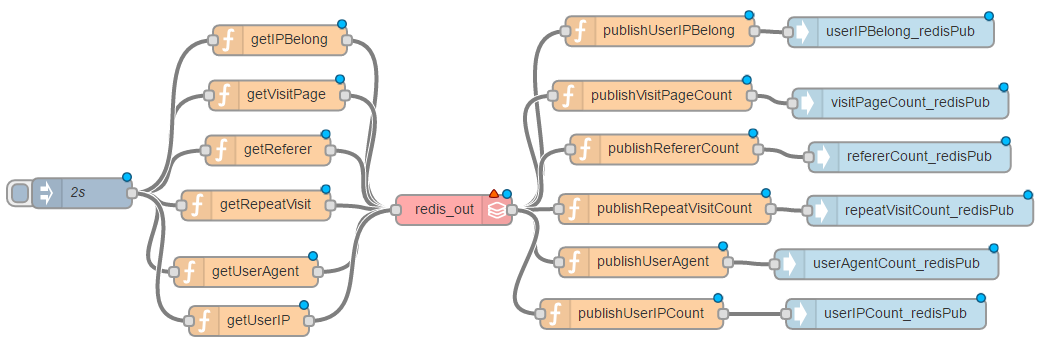 2s
getIPBelong
getVisitPage
getReferer
getRepeatVisit
getUserAgent
getUserIP
redis_out
publishUserIPBelong
userIPBelong_redisPub
publishVisitPageCount
visitPageCount_redisPub
publishRefererCount
refererCount_redisPub
publishRepeatVisitCount
repeatVisitCount_redisPub
publishUserAgent
userAgentCount_redisPub
publishUserIPCount
userIPCount_redisPub